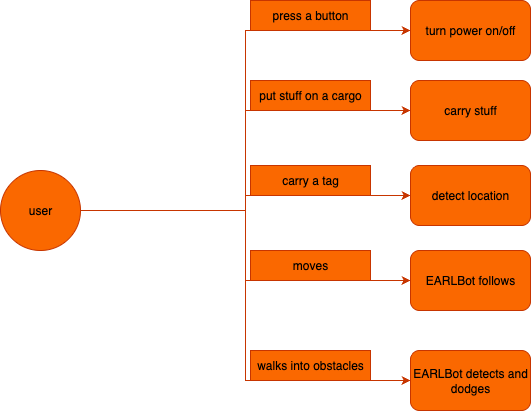 press a button
turn power on/off
put stuff on a cargo
carry stuff
carry a tag
detect location
user
moves
EARLBot follows
walks into obstacles
EARLBot detects and
dodges